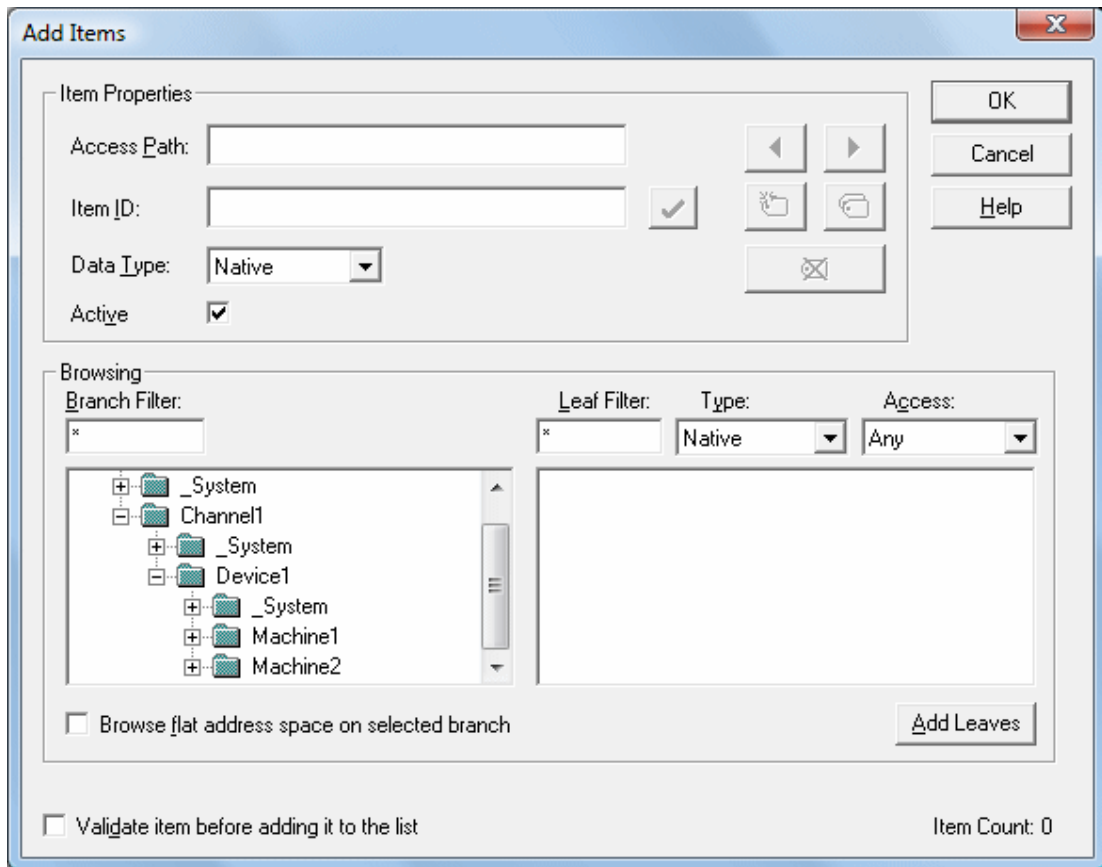 Add Items
Item Properties
OK
Access Path:
Cancel
Item ID:
Help
Data Type: Native
Active
Browsing
Branch Filter: Leaf Filter: Type: Access:
* * Native Any
_System
Channel1
_System
Device1
_System
Machine1
Machine2
Browse flat address space on selected branch
Add Leaves
Validate item before adding it to the list
Item Count: 0